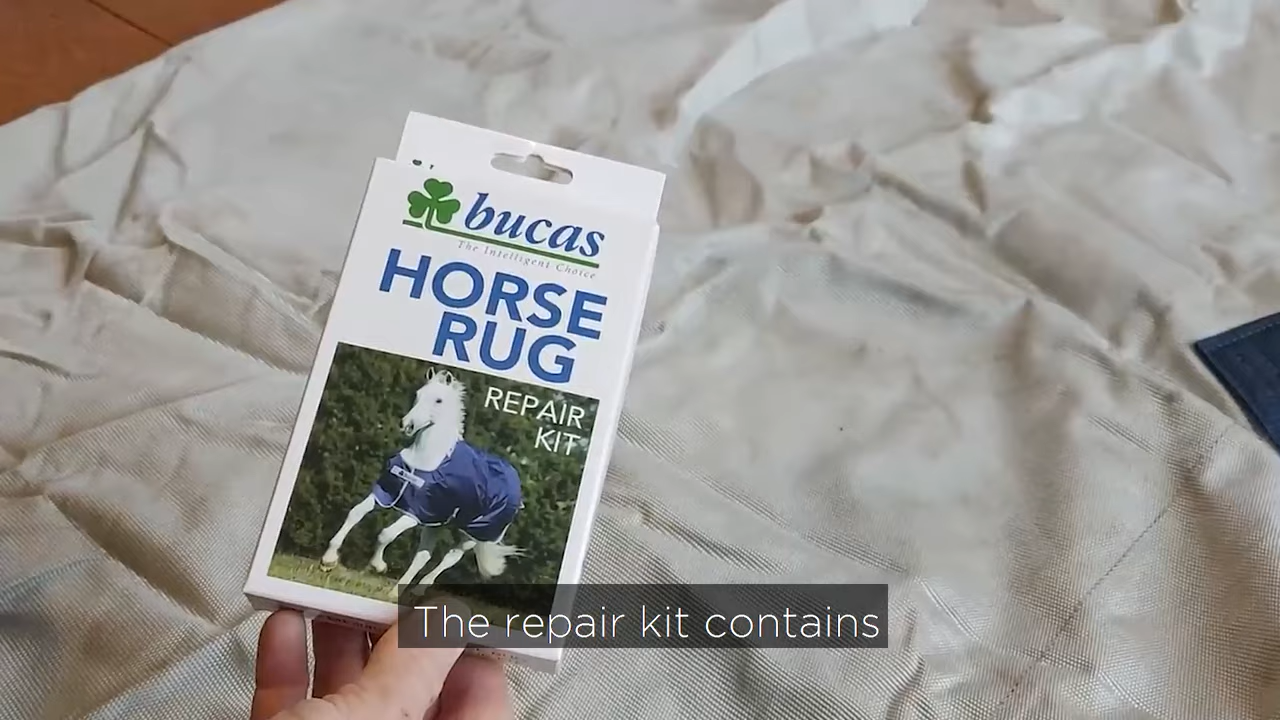 bucas
The Intelligent Choice
HORSE
RUG
REPAIR
KIT
The repair kit contains